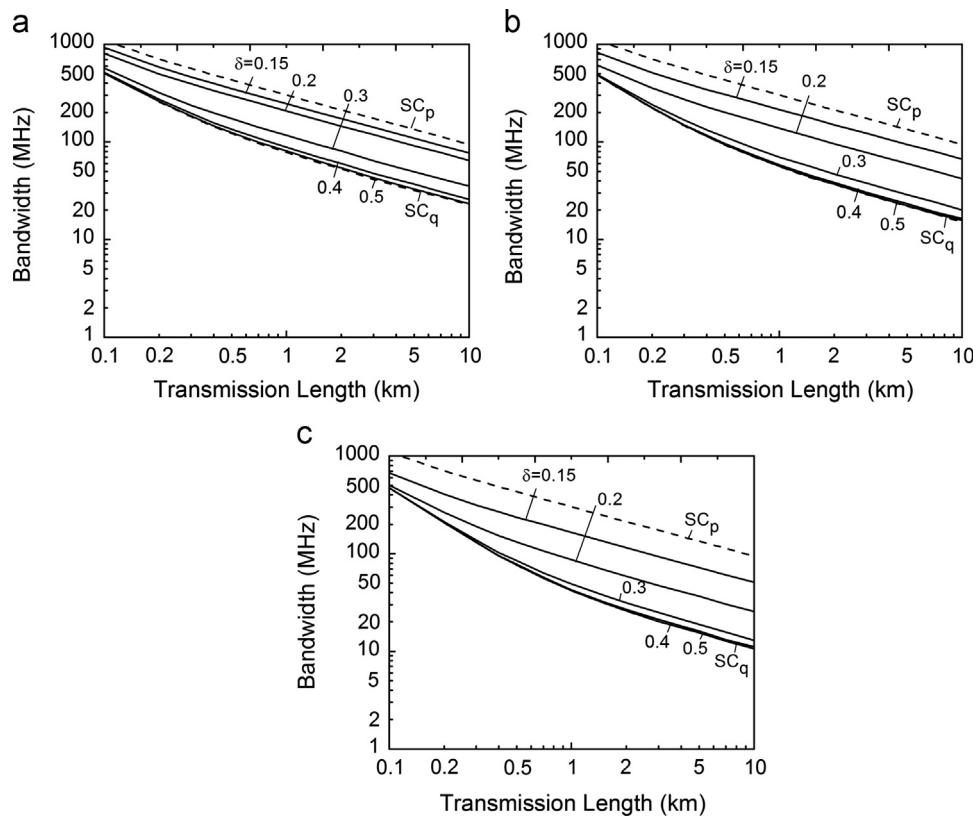 a
1000
500
200
100
50
20
10
5
2
1
0.1 0.2 0.5 1 2 5 10
Bandwidth (MHz)
Transmission Length (km)
δ=0.15
0.2
0.3
SCp
0.4
0.5
SCq
b
1000
500
200
100
50
20
10
5
2
1
0.1 0.2 0.5 1 2 5 10
Bandwidth (MHz)
Transmission Length (km)
δ=0.15
0.2
SCp
0.3
0.4
0.5
SCq
c
1000
500
200
100
50
20
10
5
2
1
0.1 0.2 0.5 1 2 5 10
Bandwidth (MHz)
Transmission Length (km)
δ=0.15
0.2
SCp
0.3
0.4
0.5
SCq